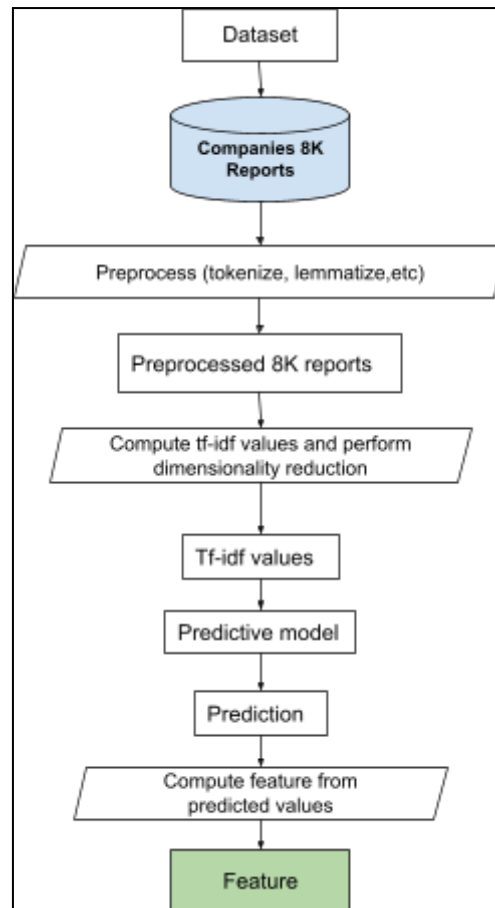 Dataset
Companies 8K
Reports
Preprocess (tokenize, lemmatize,etc)
Preprocessed 8K reports
Compute tf-idf values and perform
dimensionality reduction
Tf-idf values
Predictive model
Prediction
Compute feature from
predicted values
Feature